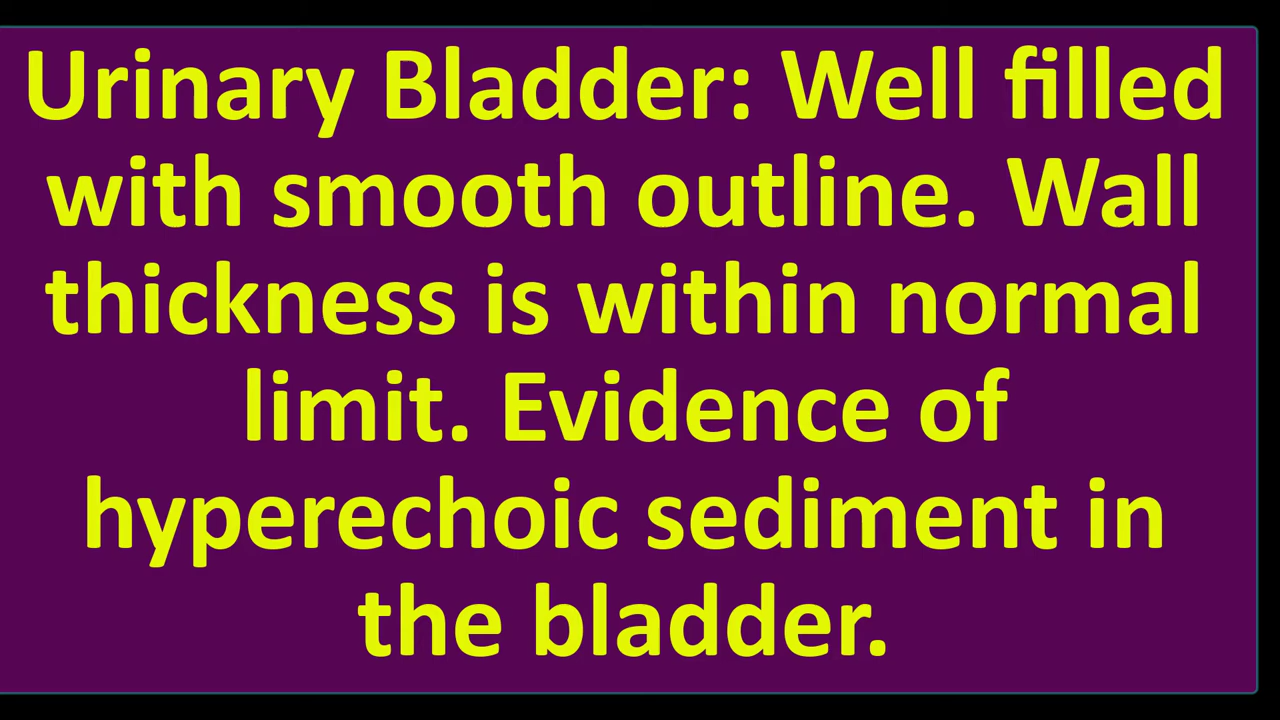 Urinary Bladder: Well filled
with smooth outline. Wall
thickness is within normal
limit. Evidence of
hyperechoic sediment in
the bladder.